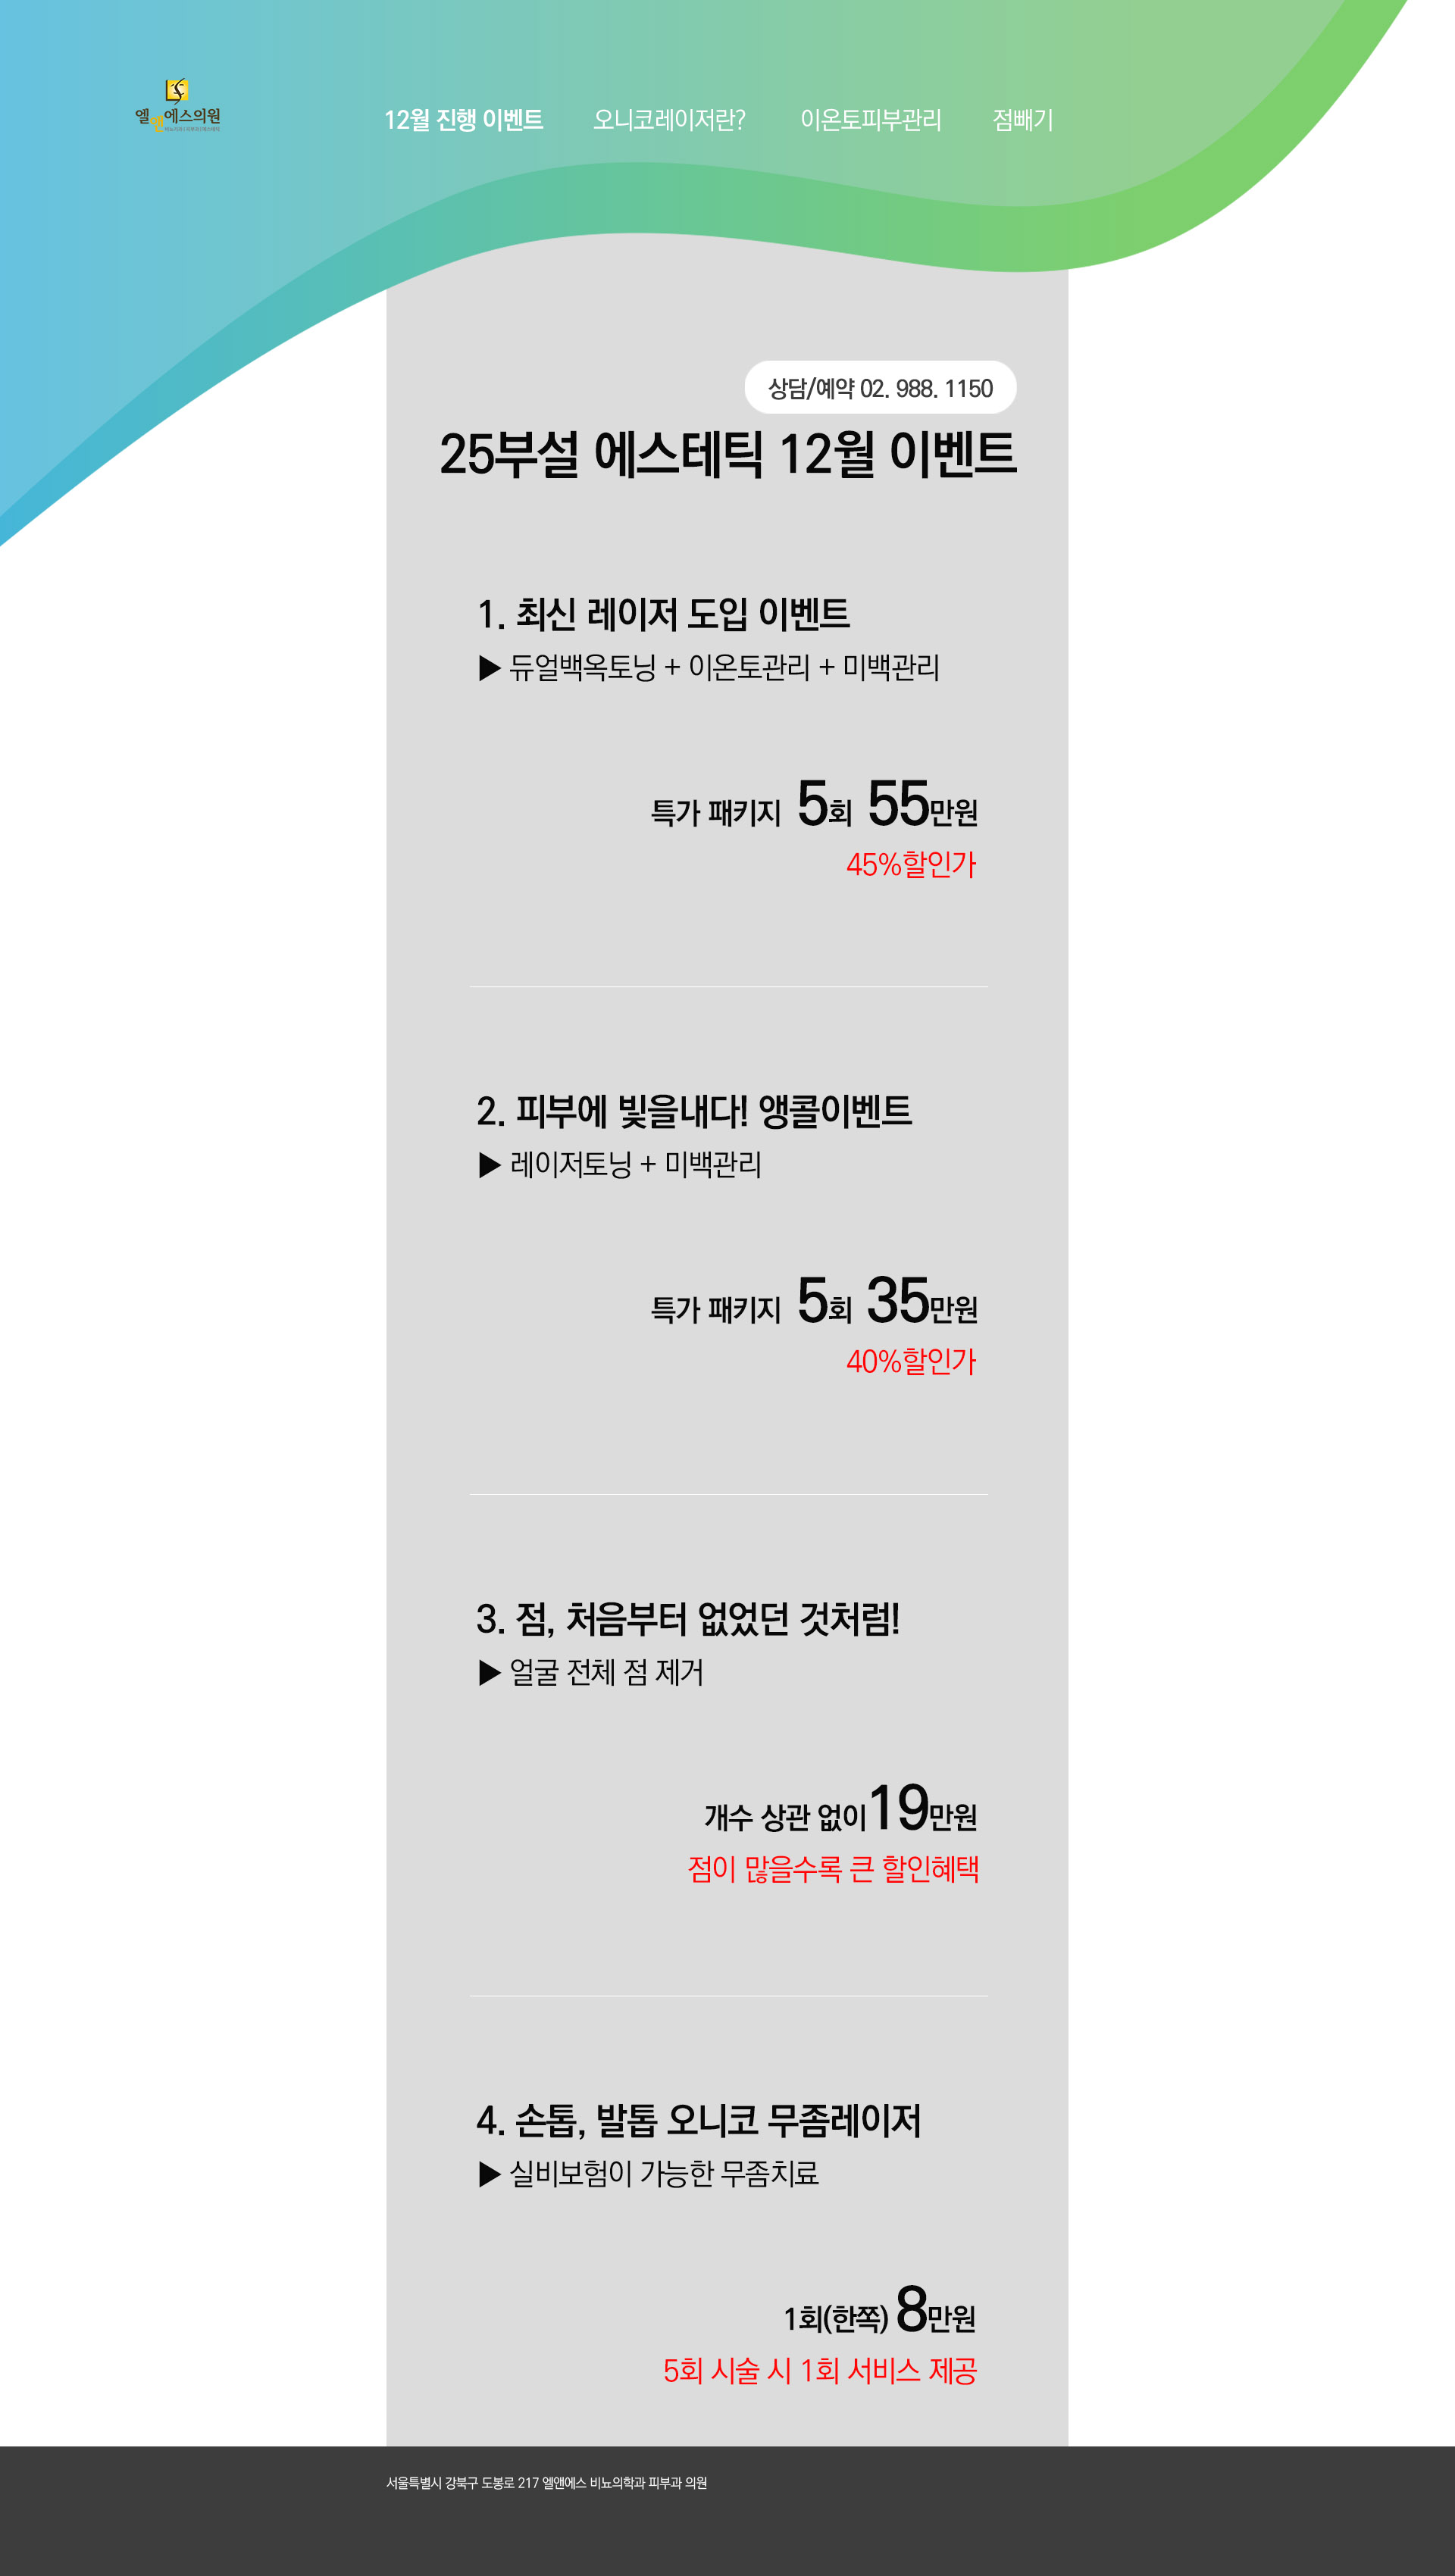 엘앤에스의원
12월 진행 이벤트 오니코레이저란? 이온토피부관리 점빼기
상담/예약 02. 988. 1150
25부설 에스테틱 12월 이벤트
1. 최신 레이저 도입 이벤트
▶ 듀얼백옥토닝 + 이온토관리 + 미백관리
특가 패키지 5회 55만원
45%할인가
2. 피부에 빛을내다! 앵콜이벤트
▶ 레이저토닝 + 미백관리
특가 패키지 5회 35만원
40%할인가
3. 점, 처음부터 없었던 것처럼!
▶ 얼굴 전체 점 제거
개수 상관 없이 19만원
점이 많을수록 큰 할인혜택
4. 손톱, 발톱 오니코 무좀레이저
▶ 실비보험이 가능한 무좀치료
1회(한쪽) 8만원
5회 시술 시 1회 서비스 제공
서울특별시 강북구 도봉로 217 엘앤에스 비뇨의학과 피부과 의원